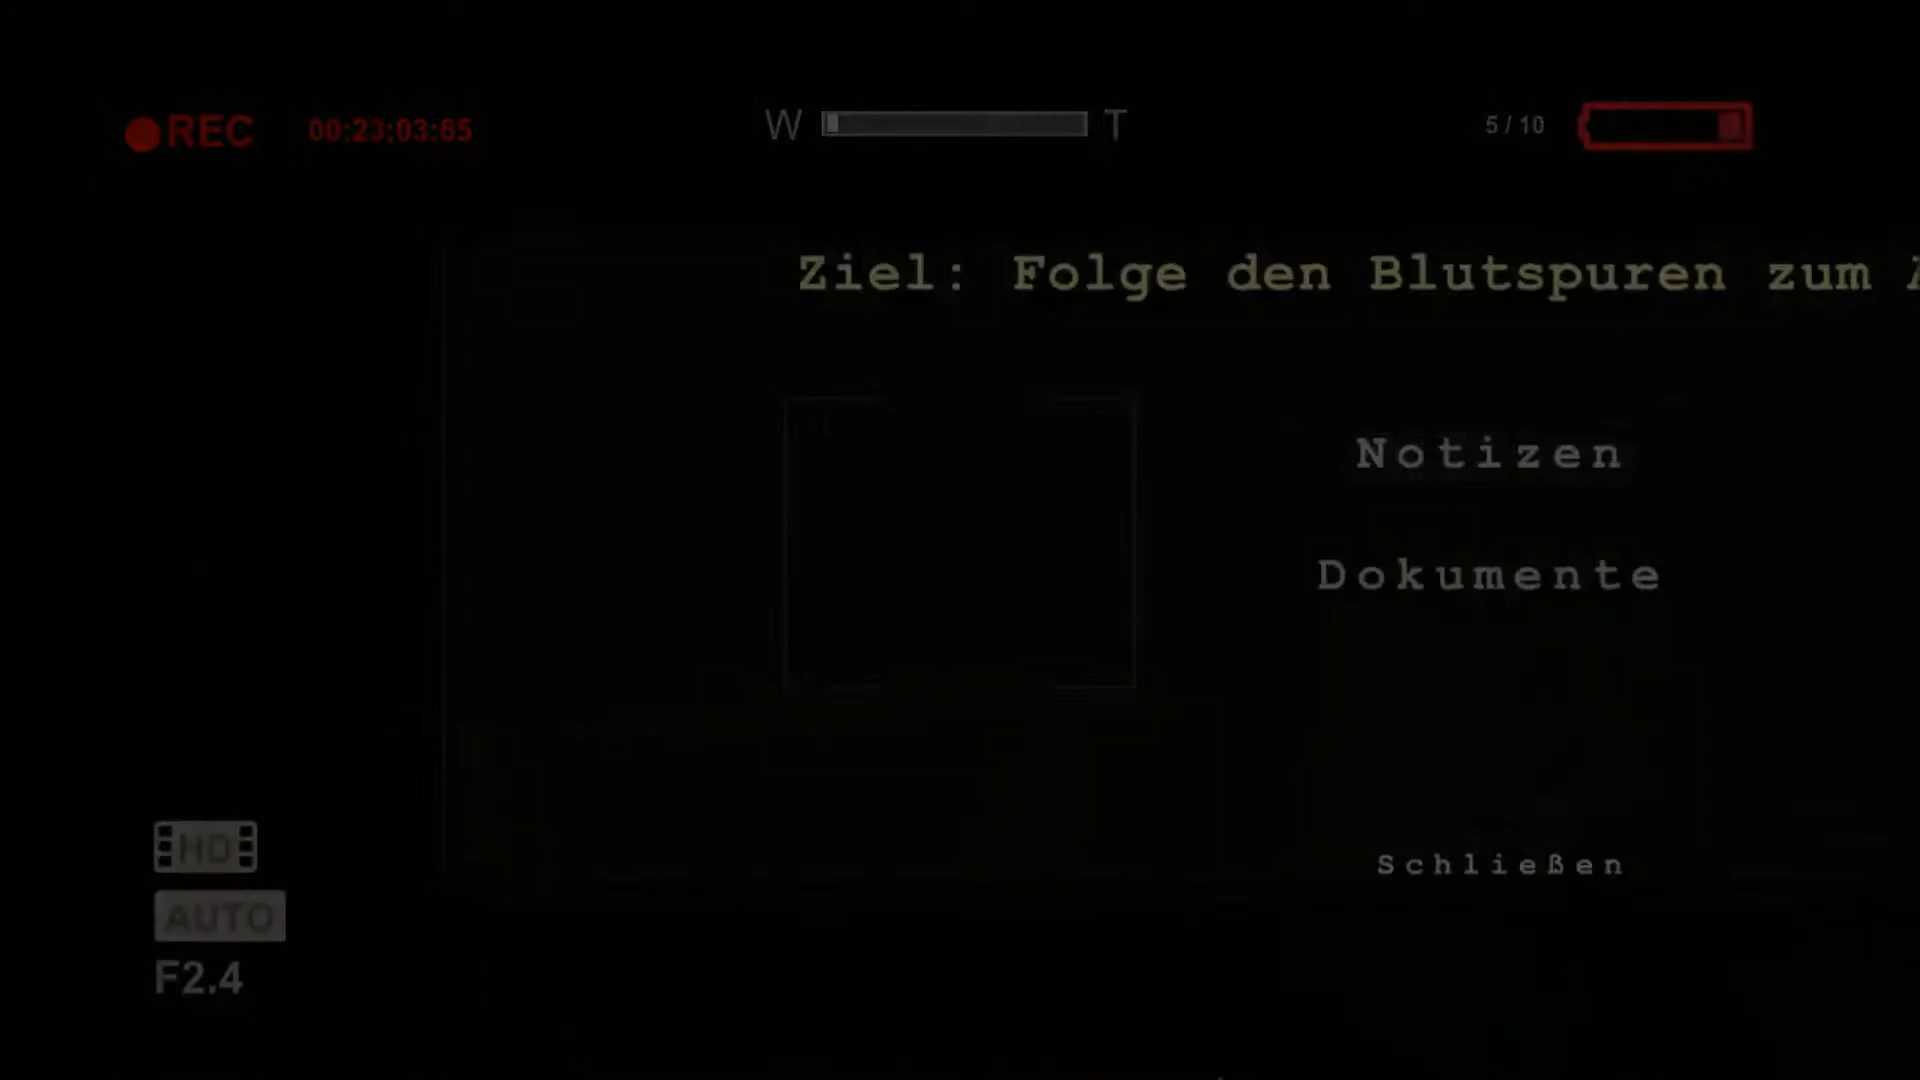 REC 00:23:03:65 W T 5 / 10
Ziel: Folge den Blutspuren zum
Notizen
Dokumente
HD
Schließen
AUTO
F2.4